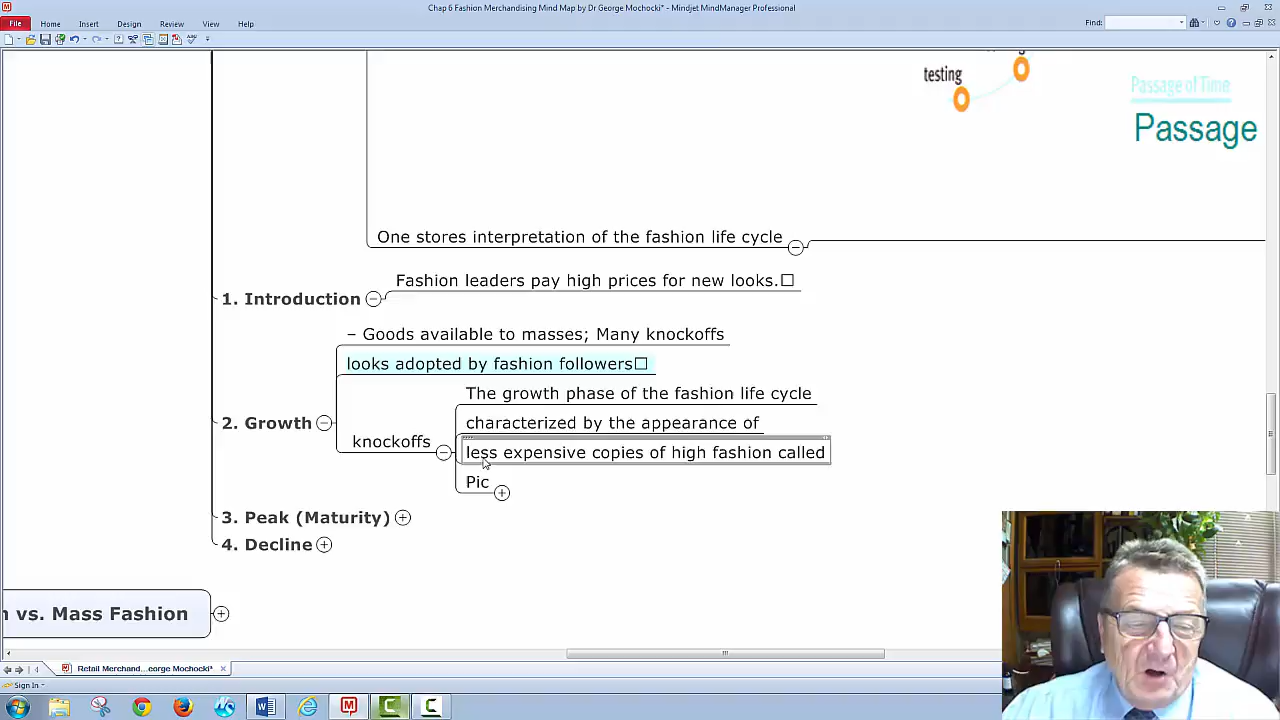 Chap 6 Fashion Merchandising Mind Map by Dr George Mochocki* - Mindjet MindManager Professional
File Home Insert Design Review View Help Find:
testing
Passage of Time
Passage
One stores interpretation of the fashion life cycle
Fashion leaders pay high prices for new looks.
1. Introduction
– Goods available to masses; Many knockoffs
looks adopted by fashion followers
The growth phase of the fashion life cycle
2. Growth
characterized by the appearance of
knockoffs
less expensive copies of high fashion called
Pic
3. Peak (Maturity)
4. Decline
vs. Mass Fashion
Retail Merchand...eorge Mochocki*
Sign In